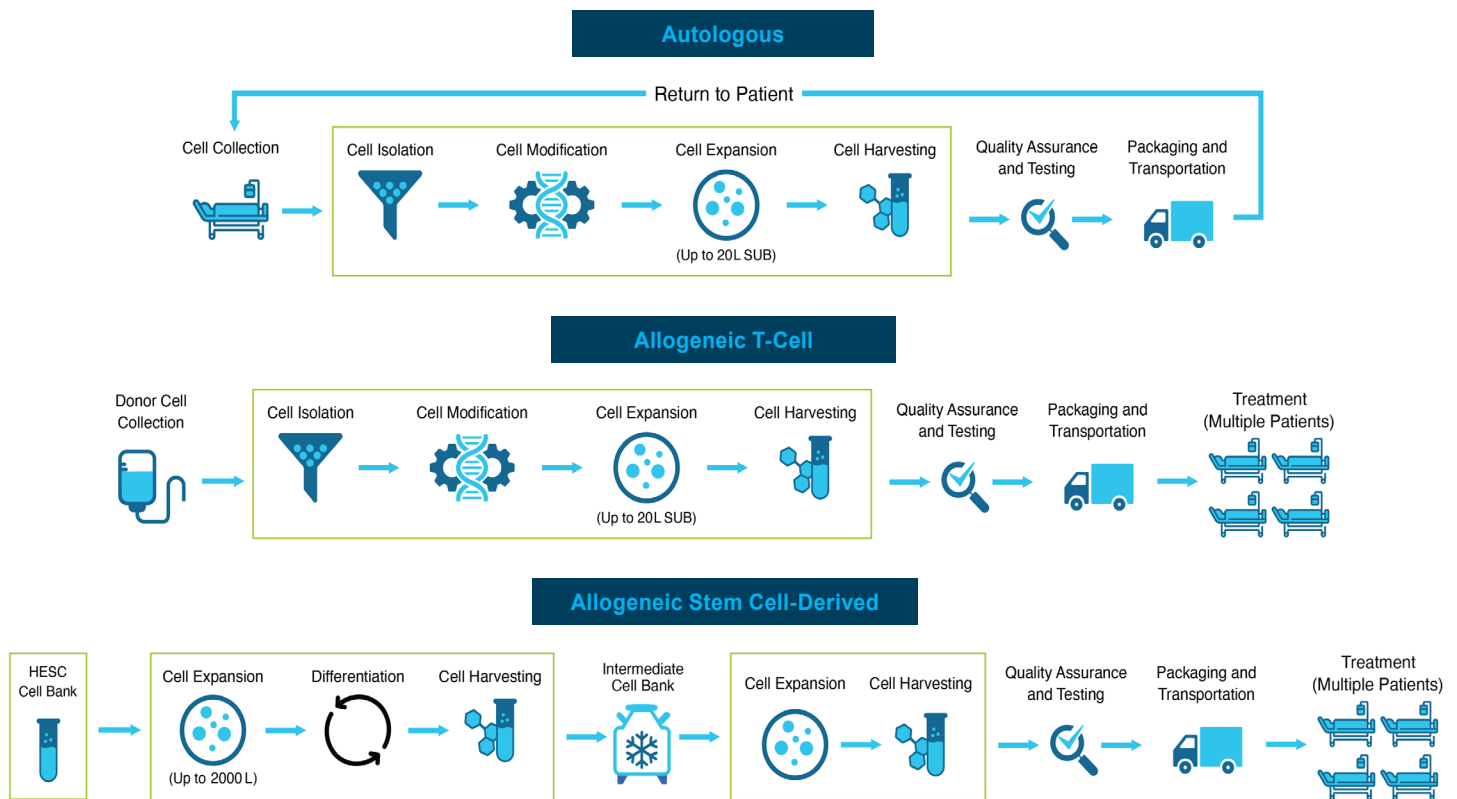 Autologous
Return to Patient
Cell Collection
Cell Isolation
Cell Modification
Cell Expansion
(Up to 20L SUB)
Cell Harvesting
Quality Assurance
and Testing
Packaging and
Transportation
Allogeneic T-Cell
Donor Cell
Collection
Cell Isolation
Cell Modification
Cell Expansion
(Up to 20L SUB)
Cell Harvesting
Quality Assurance
and Testing
Packaging and
Transportation
Treatment
(Multiple Patients)
Allogeneic Stem Cell-Derived
HESC
Cell Bank
Cell Expansion
(Up to 2000 L)
Differentiation
Cell Harvesting
Intermediate
Cell Bank
Cell Expansion
Cell Harvesting
Quality Assurance
and Testing
Packaging and
Transportation
Treatment
(Multiple Patients)